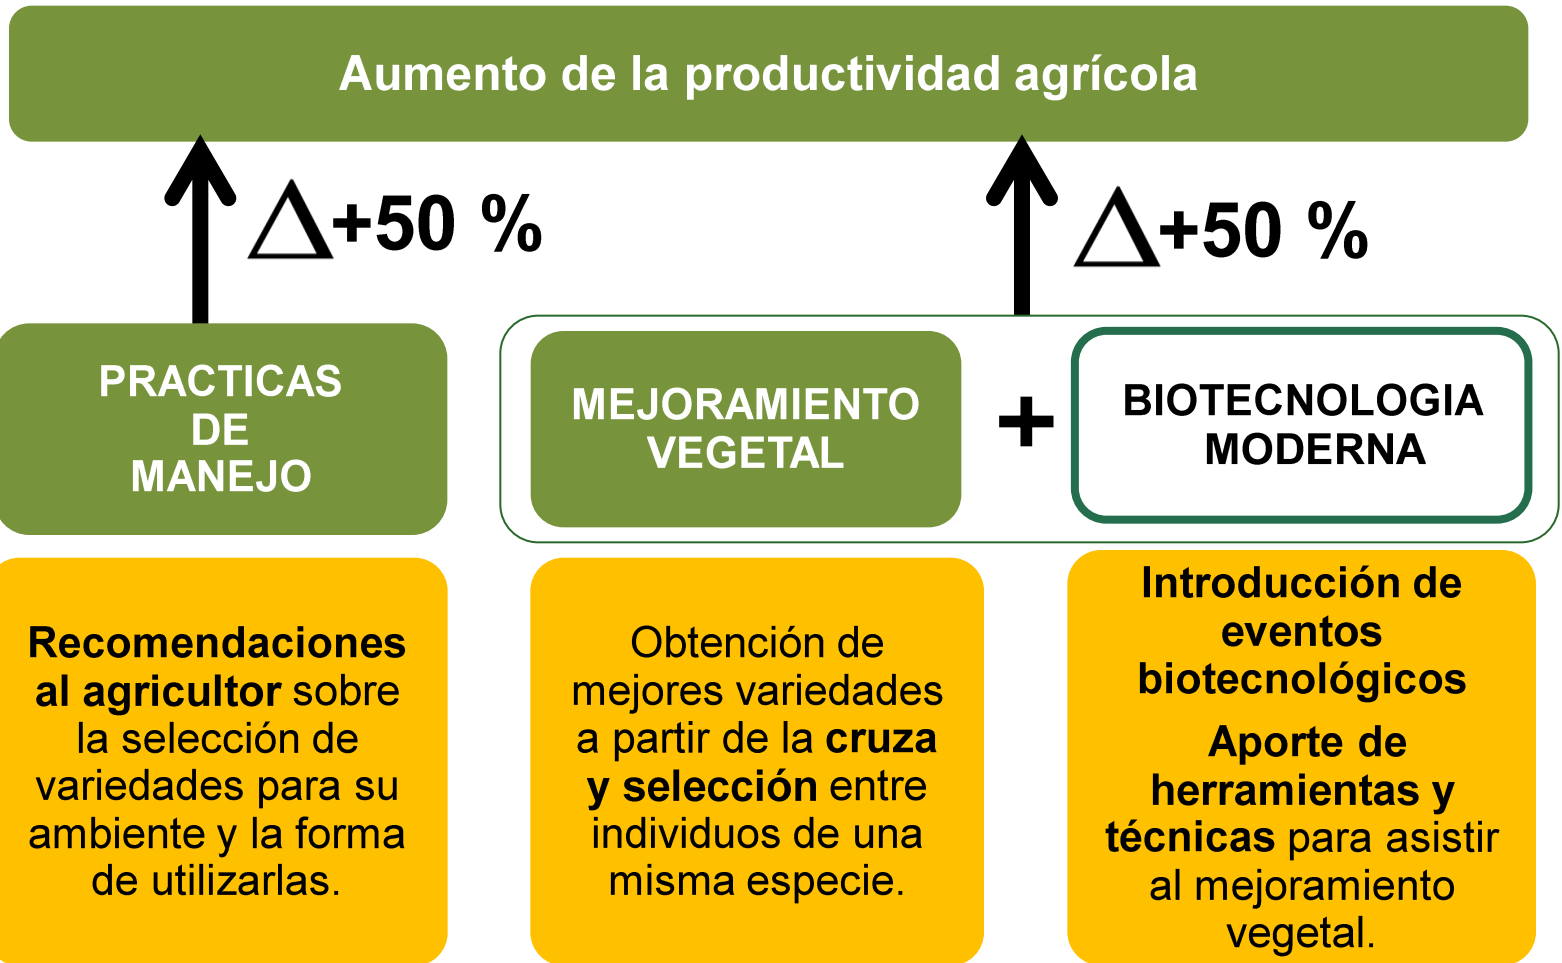 Aumento de la productividad agrícola
△+50 %
△+50 %
PRACTICAS
DE
MANEJO
MEJORAMIENTO
VEGETAL
+
BIOTECNOLOGIA
MODERNA
Recomendaciones
al agricultor sobre
la selección de
variedades para su
ambiente y la forma
de utilizarlas.
Obtención de
mejores variedades
a partir de la cruza
y selección entre
individuos de una
misma especie.
Introducción de
eventos
biotecnológicos
Aporte de
herramientas y
técnicas para asistir
al mejoramiento
vegetal.